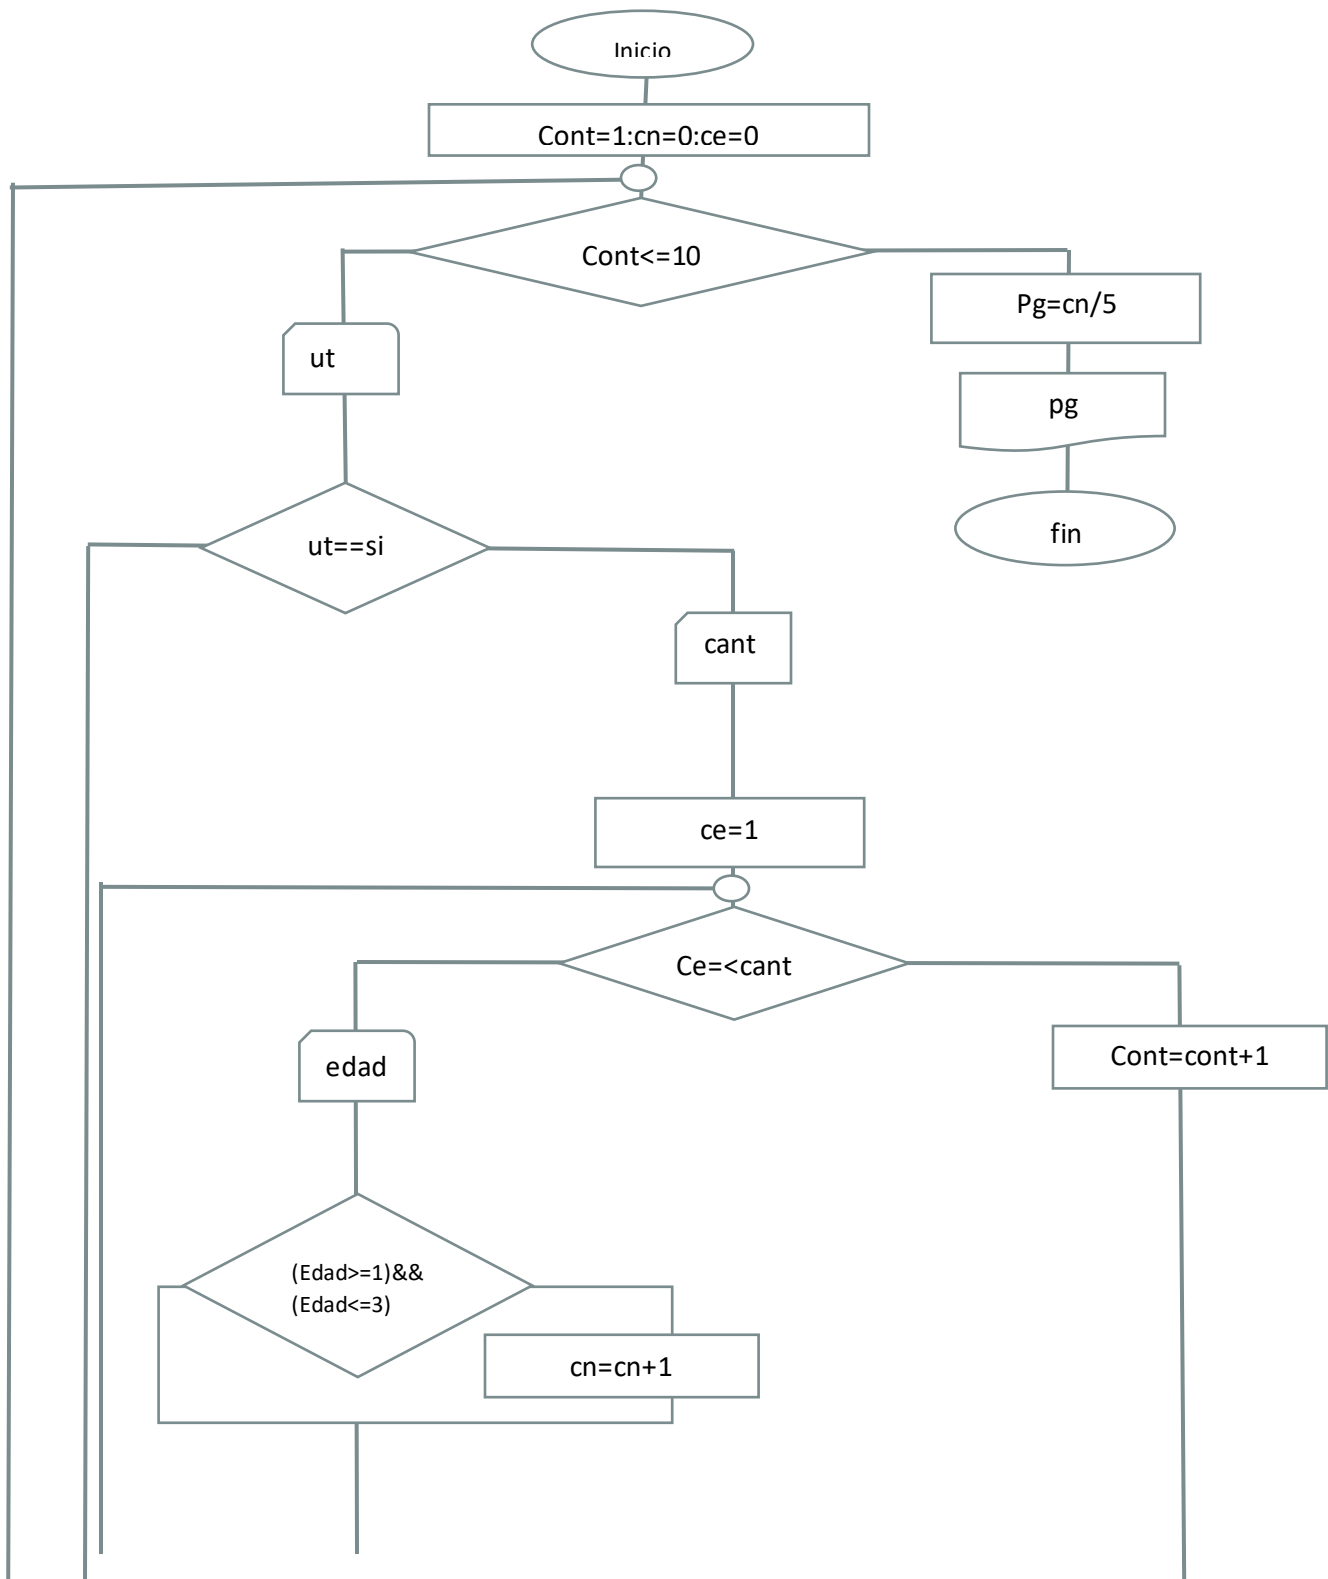 Inicio
Cont=1:cn=0:ce=0
Cont<=10
Pg=cn/5
ut
pg
ut==si
fin
cant
ce=1
Ce=<cant
edad
Cont=cont+1
(Edad>=1)&&
(Edad<=3)
cn=cn+1